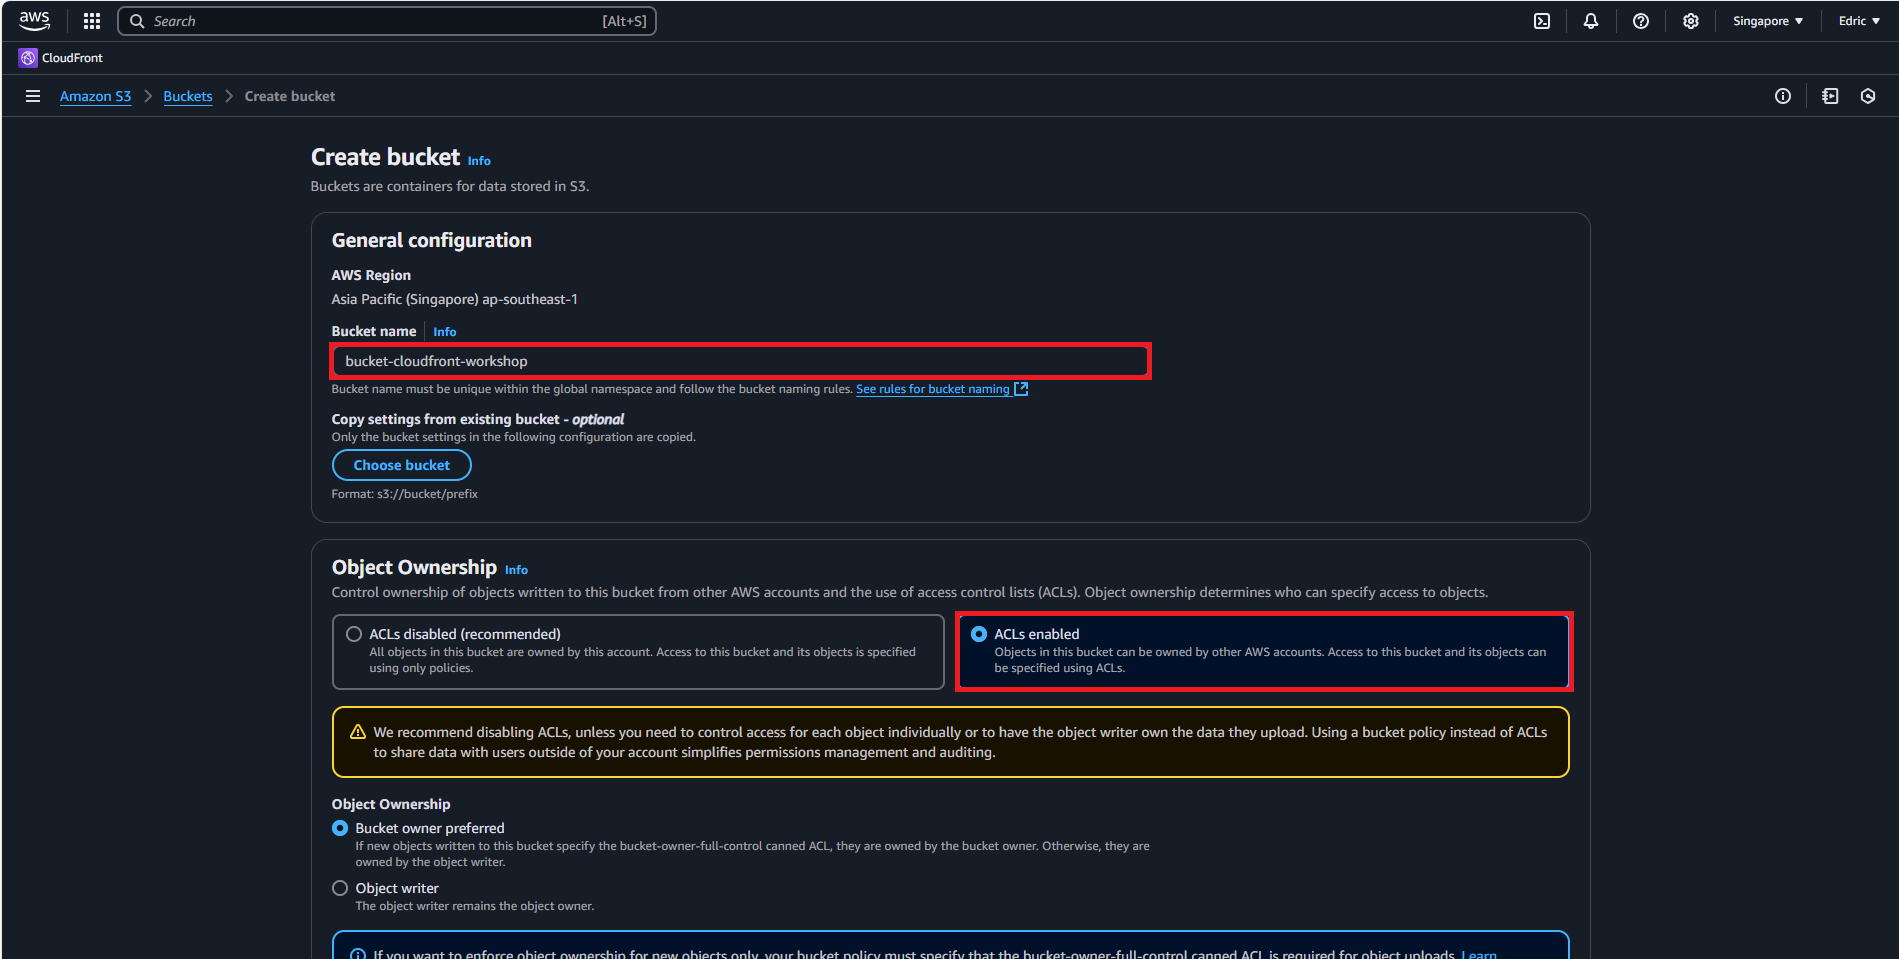 aws
Search [Alt+S] Singapore Edric
CloudFront
Amazon S3 Buckets Create bucket
Create bucket Info
Buckets are containers for data stored in S3.
General configuration
AWS Region
Asia Pacific (Singapore) ap-southeast-1
Bucket name Info
bucket-cloudfront-workshop
Bucket name must be unique within the global namespace and follow the bucket naming rules. See rules for bucket naming
Copy settings from existing bucket - optional
Only the bucket settings in the following configuration are copied.
Choose bucket
Format: s3://bucket/prefix
Object Ownership Info
Control ownership of objects written to this bucket from other AWS accounts and the use of access control lists (ACLs). Object ownership determines who can specify access to objects.
ACLs disabled (recommended)
All objects in this bucket are owned by this account. Access to this bucket and its objects is specified
using only policies.
ACLs enabled
Objects in this bucket can be owned by other AWS accounts. Access to this bucket and its objects can
be specified using ACLs.
We recommend disabling ACLs, unless you need to control access for each object individually or to have the object writer own the data they upload. Using a bucket policy instead of ACLs
to share data with users outside of your account simplifies permissions management and auditing.
Object Ownership
Bucket owner preferred
If new objects written to this bucket specify the bucket-owner-full-control canned ACL, they are owned by the bucket owner. Otherwise, they are
owned by the object writer.
Object writer
The object writer remains the object owner.
If you want to enforce object ownership for new objects only, your bucket policy must specify that the bucket-owner-full-control canned ACL is required for object uploads. Learn